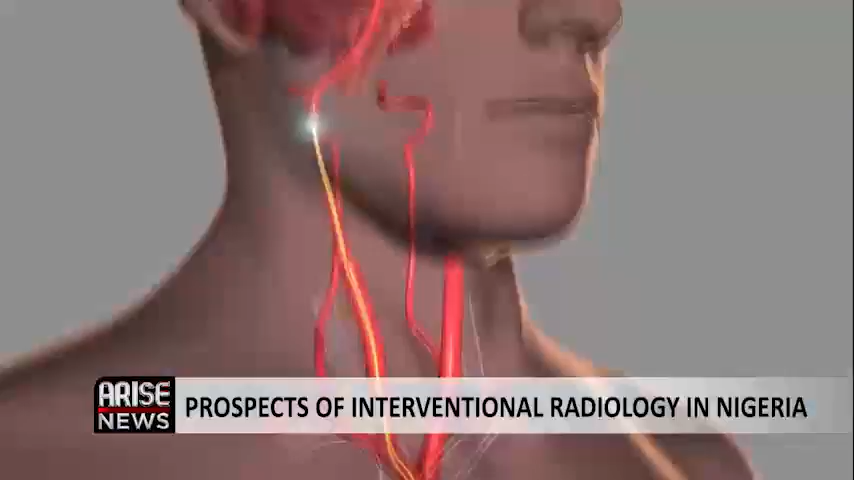 ARISE
NEWS
PROSPECTS OF INTERVENTIONAL RADIOLOGY IN NIGERIA